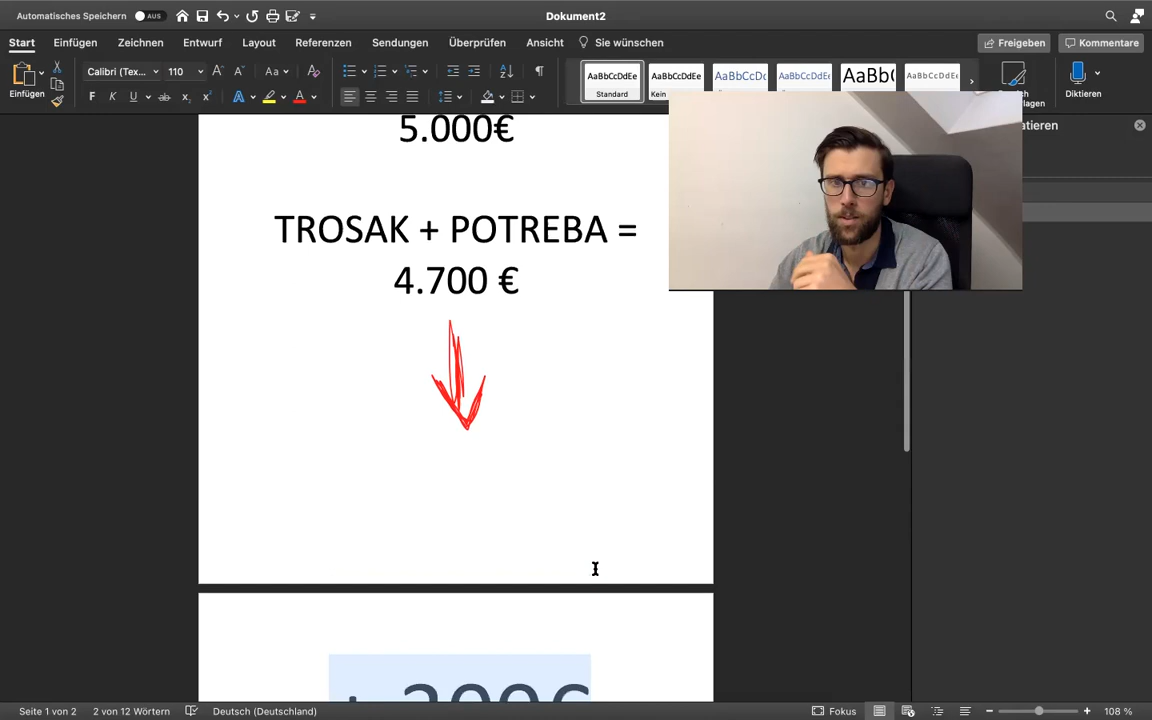 Automatisches Speichern AUS
Dokument2
Start Einfügen Zeichnen Entwurf Layout Referenzen Sendungen Überprüfen Ansicht Sie wünschen Freigeben Kommentare
Calibri (Tex... 110 Aa
AaBbCcDdEe AaBbCcDdEe AaBbCcDc AaBbCcDdEe AaBb( AaBbCcDdEe
Einfügen F K U ab x x A A Standard Kein Diktieren
5.000€
TROSAK + POTREBA =
4.700 €
Seite 1 von 2 2 von 12 Wörtern Deutsch (Deutschland) Fokus 108 %